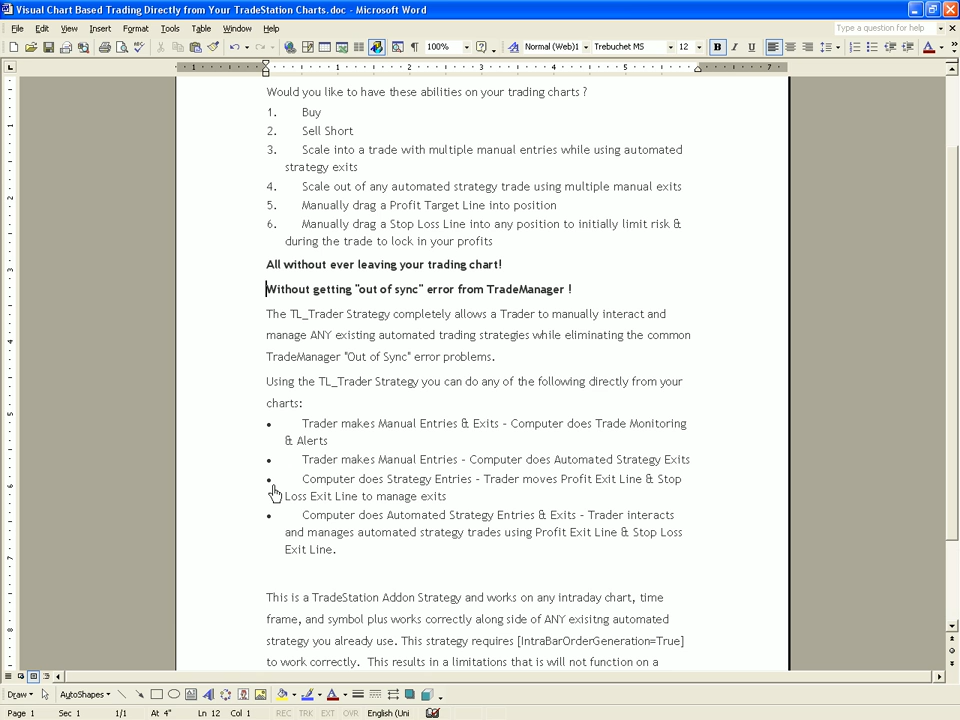 Visual Chart Based Trading Directly from Your TradeStation Charts.doc - Microsoft Word
File Edit View Insert Format Tools Table Window Help
Type a question for help
100%
Normal (Web)1
Trebuchet MS
12
B I U
1 1 2 3 4 5 7
Would you like to have these abilities on your trading charts ?
1. Buy
2. Sell Short
3. Scale into a trade with multiple manual entries while using automated
strategy exits
4. Scale out of any automated strategy trade using multiple manual exits
5. Manually drag a Profit Target Line into position
6. Manually drag a Stop Loss Line into any position to initially limit risk &
during the trade to lock in your profits
All without ever leaving your trading chart!
Without getting "out of sync" error from TradeManager !
The TL_Trader Strategy completely allows a Trader to manually interact and
manage ANY existing automated trading strategies while eliminating the common
TradeManager "Out of Sync" error problems.
Using the TL_Trader Strategy you can do any of the following directly from your
charts:
• Trader makes Manual Entries & Exits - Computer does Trade Monitoring
& Alerts
• Trader makes Manual Entries - Computer does Automated Strategy Exits
• Computer does Strategy Entries - Trader moves Profit Exit Line & Stop
Loss Exit Line to manage exits
• Computer does Automated Strategy Entries & Exits - Trader interacts
and manages automated strategy trades using Profit Exit Line & Stop Loss
Exit Line.
This is a TradeStation Addon Strategy and works on any intraday chart, time
frame, and symbol plus works correctly along side of ANY exisitng automated
strategy you already use. This strategy requires [IntraBarOrderGeneration=True]
to work correctly. This results in a limitations that is will not function on a
Draw AutoShapes
Page 1 Sec 1 1/1 At 4" Ln 12 Col 1 REC TRK EXT OVR English (Uni